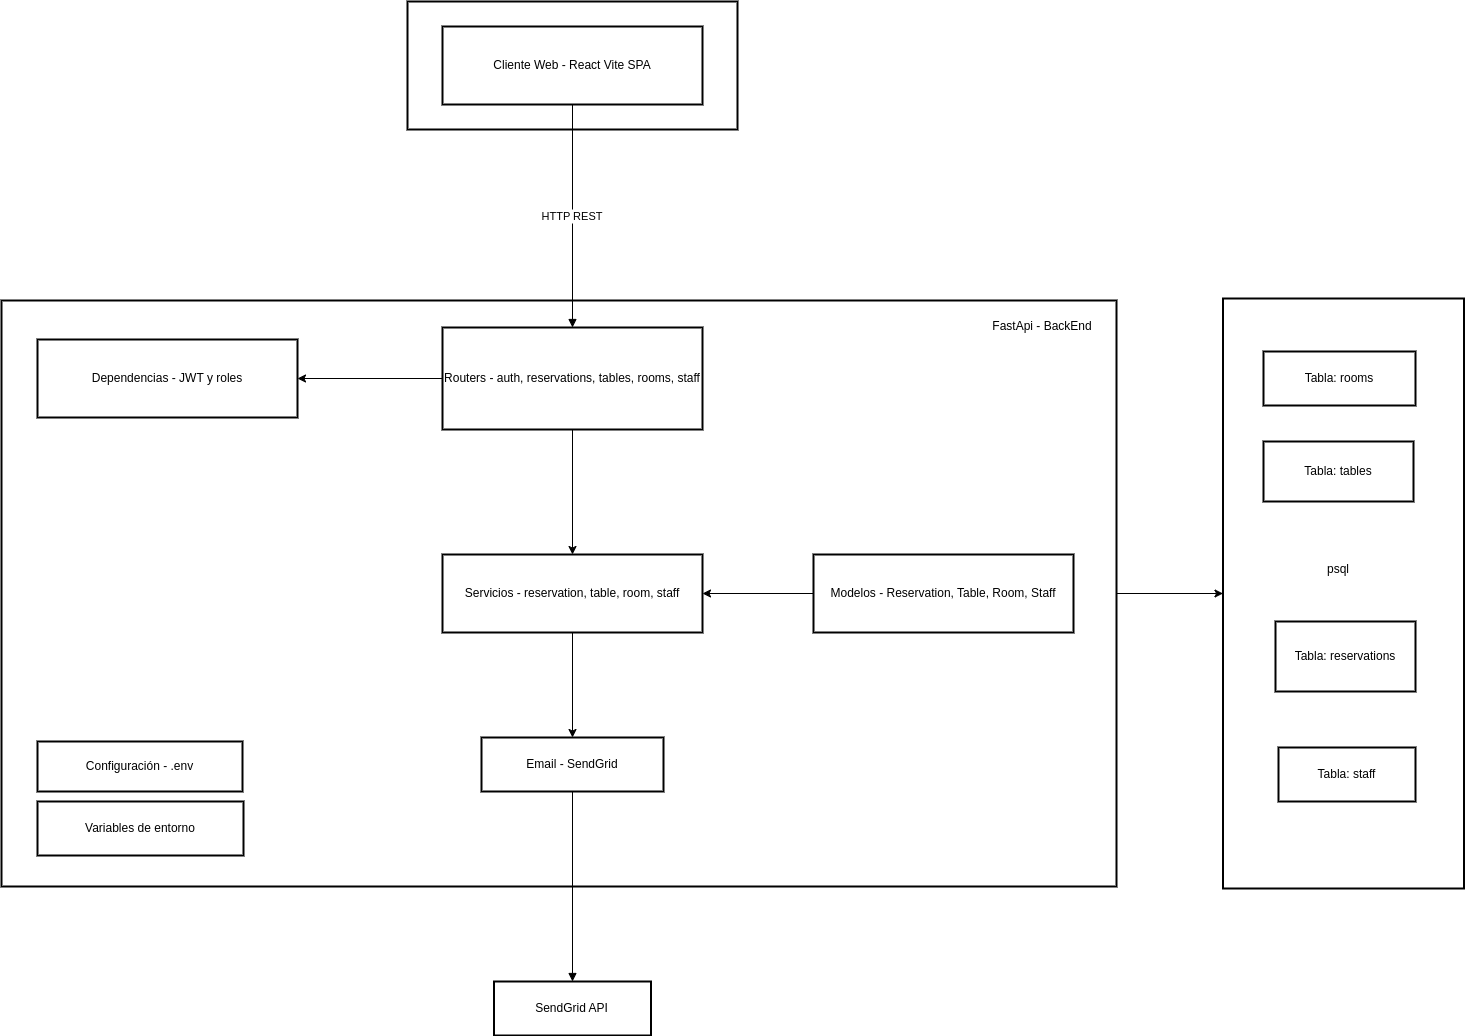 Cliente Web - React Vite SPA
HTTP REST
FastApi - BackEnd
Dependencias - JWT y roles
Routers - auth, reservations, tables, rooms, staff
Tabla: rooms
Tabla: tables
psql
Servicios - reservation, table, room, staff
Modelos - Reservation, Table, Room, Staff
Tabla: reservations
Configuración - .env
Email - SendGrid
Tabla: staff
Variables de entorno
SendGrid API